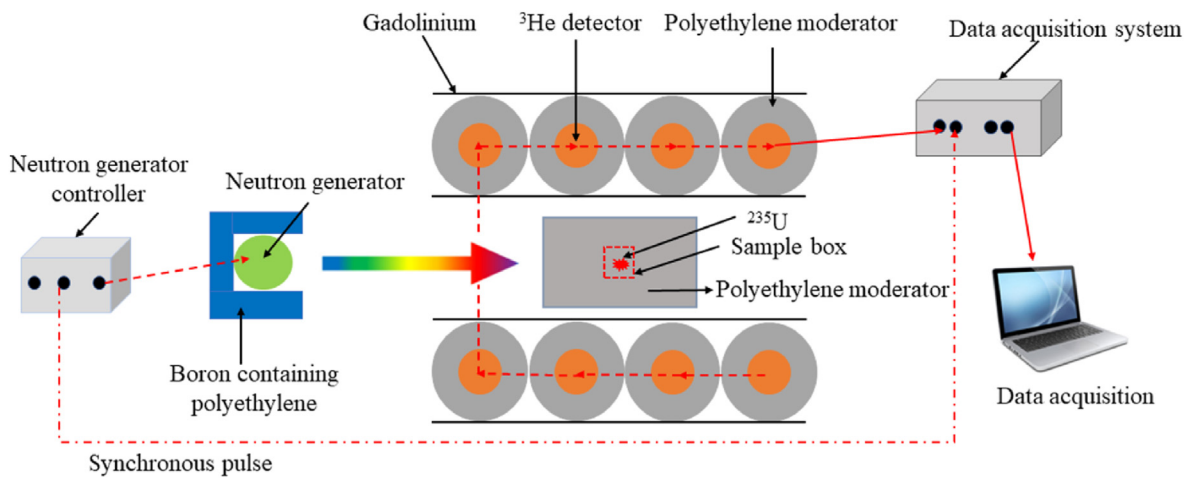 Gadolinium
³He detector
Polyethylene moderator
Data acquisition system
Neutron generator
controller
Neutron generator
²³⁵U
Sample box
Polyethylene moderator
Boron containing
polyethylene
Data acquisition
Synchronous pulse